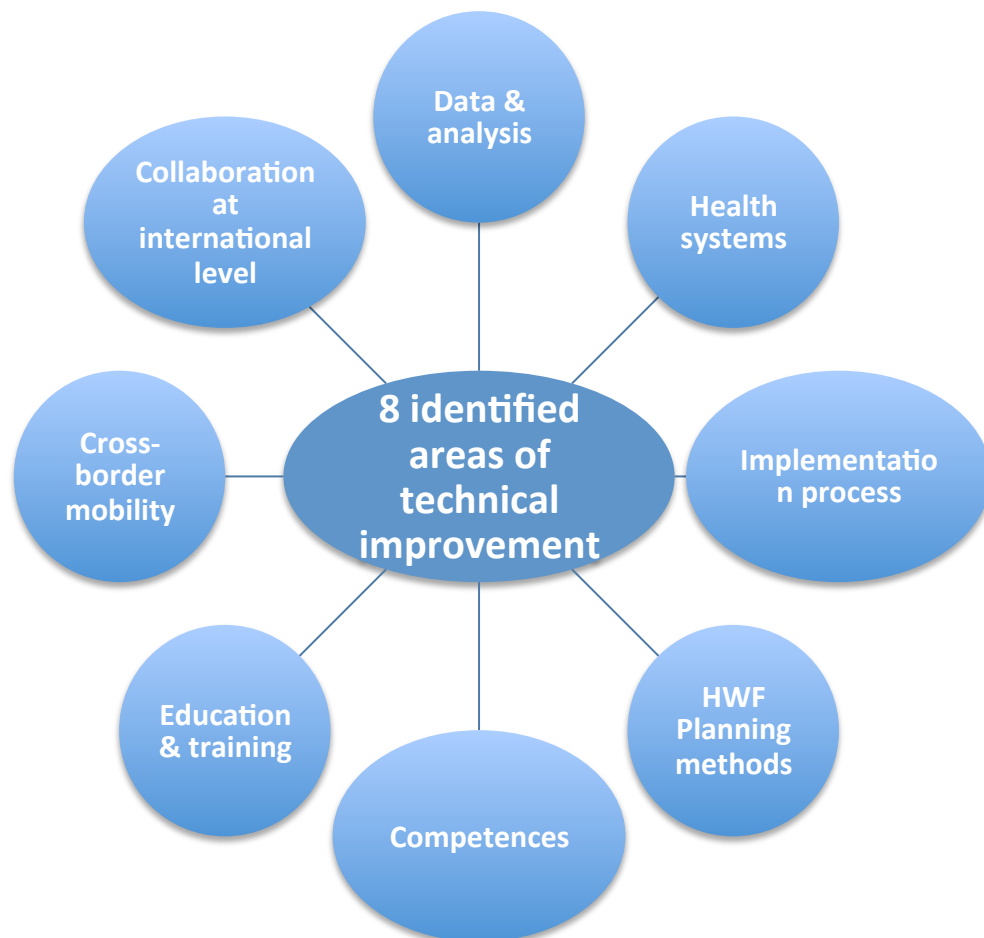 Data &
analysis
Health
systems
Implementatio
n process
HWF
Planning
methods
Competences
Education
& training
Cross-
border
mobility
Collaboration
at
international
level
8 identified
areas of
technical
improvement